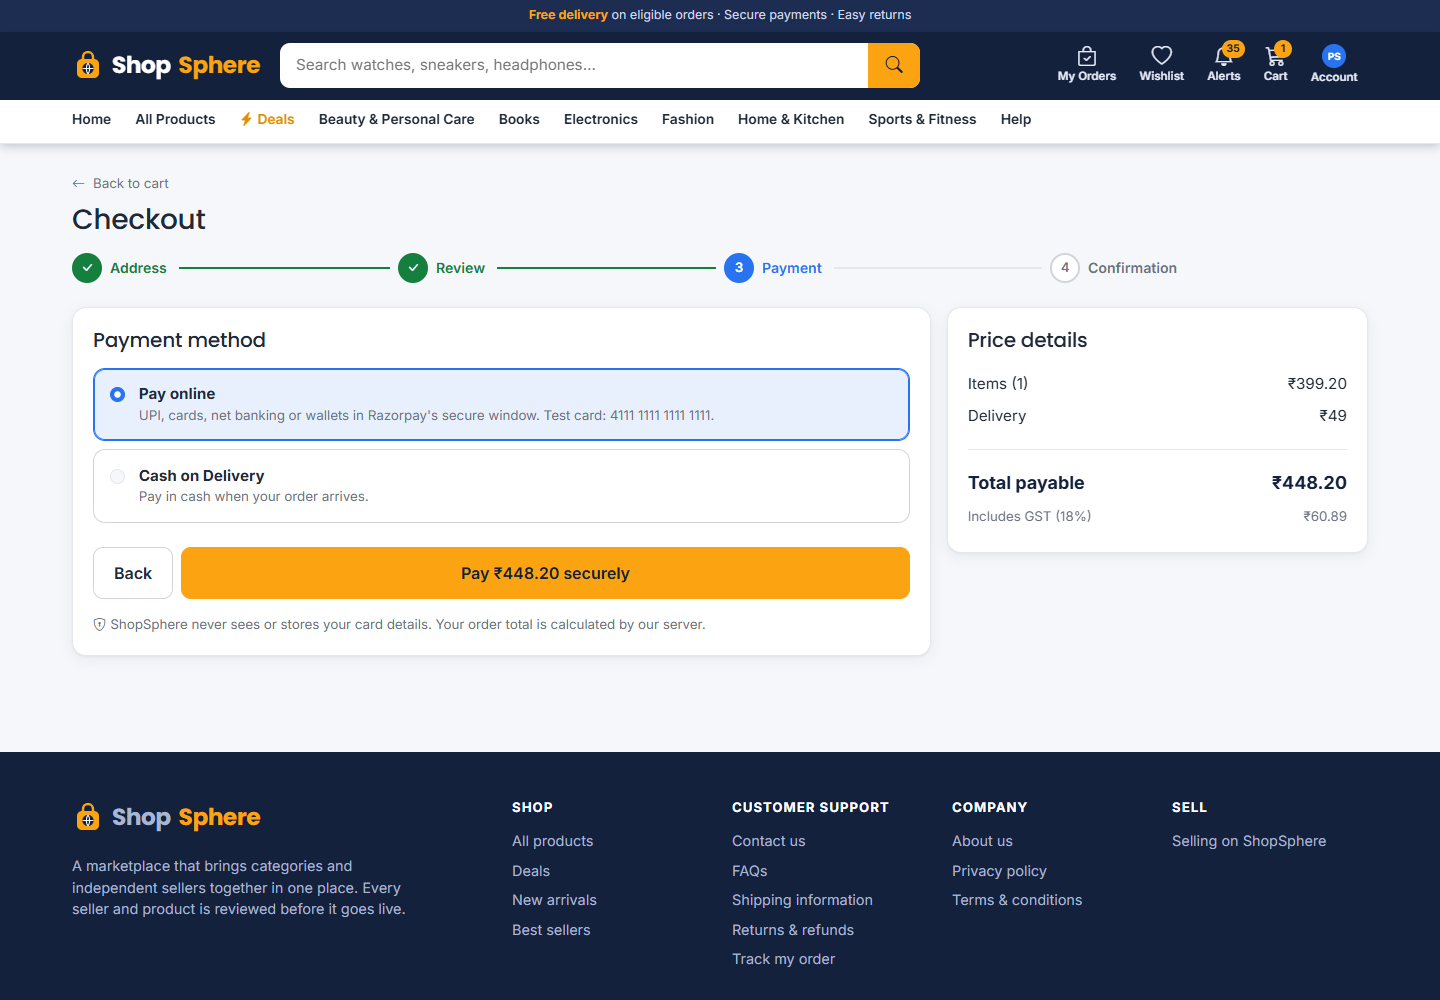 Free delivery on eligible orders · Secure payments · Easy returns
Shop Sphere
Search watches, sneakers, headphones...
My Orders
Wishlist
35
Alerts
1
Cart
PS
Account
Home
All Products
Deals
Beauty & Personal Care
Books
Electronics
Fashion
Home & Kitchen
Sports & Fitness
Help
Back to cart
Checkout
Address
Review
3 Payment
4 Confirmation
Payment method
Pay online
UPI, cards, net banking or wallets in Razorpay's secure window. Test card: 4111 1111 1111 1111.
Cash on Delivery
Pay in cash when your order arrives.
Back
Pay ₹448.20 securely
ShopSphere never sees or stores your card details. Your order total is calculated by our server.
Price details
Items (1) ₹399.20
Delivery ₹49
Total payable ₹448.20
Includes GST (18%) ₹60.89
Shop Sphere
A marketplace that brings categories and
independent sellers together in one place. Every
seller and product is reviewed before it goes live.
SHOP
All products
Deals
New arrivals
Best sellers
CUSTOMER SUPPORT
Contact us
FAQs
Shipping information
Returns & refunds
Track my order
COMPANY
About us
Privacy policy
Terms & conditions
SELL
Selling on ShopSphere